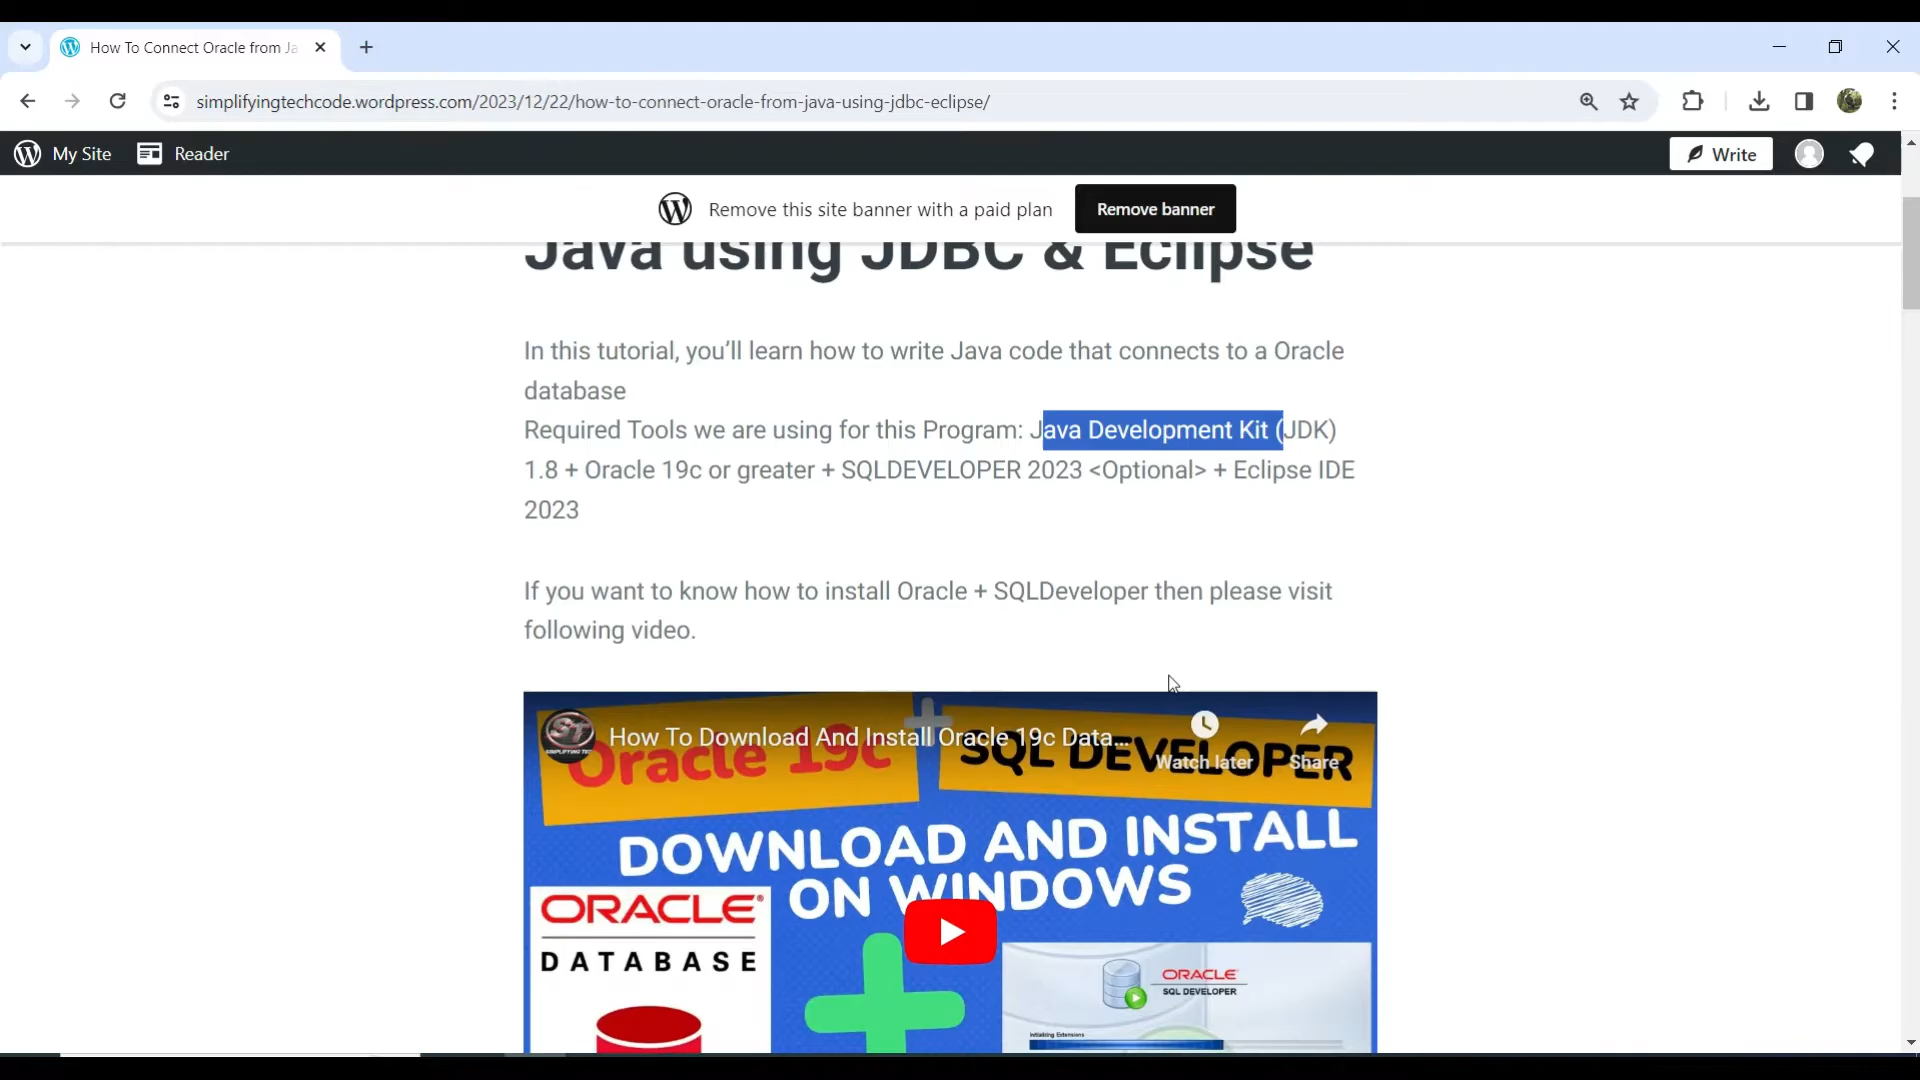 How To Connect Oracle from Ja
simplifyingtechcode.wordpress.com/2023/12/22/how-to-connect-oracle-from-java-using-jdbc-eclipse/
My Site
Reader
Write
Remove this site banner with a paid plan
Remove banner
Java using JDBC & Eclipse
In this tutorial, you’ll learn how to write Java code that connects to a Oracle
database
Required Tools we are using for this Program: Java Development Kit (JDK)
1.8 + Oracle 19c or greater + SQLDEVELOPER 2023 <Optional> + Eclipse IDE
2023
If you want to know how to install Oracle + SQLDeveloper then please visit
following video.
How To Download And Install Oracle 19c Data...
Watch later
Share
Oracle 19c
SQL DEVELOPER
DOWNLOAD AND INSTALL
ON WINDOWS
ORACLE®
DATABASE
ORACLE
SQL DEVELOPER
Initializing Extensions